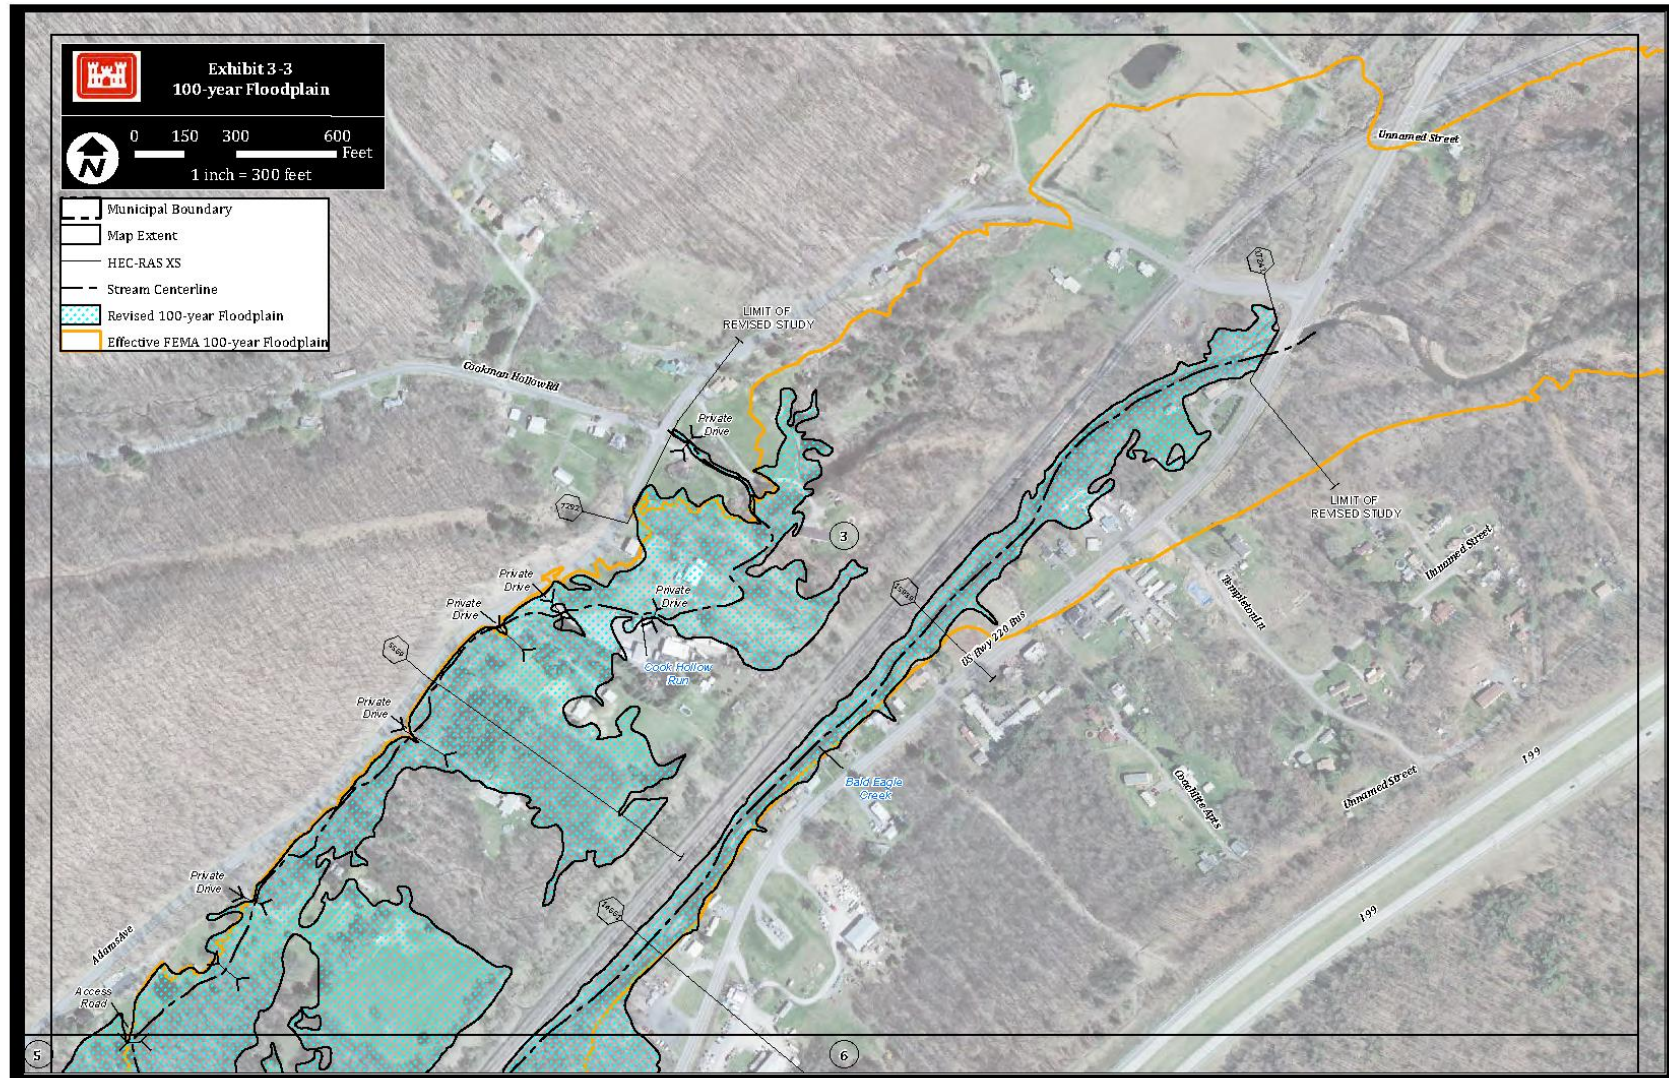 Exhibit 3-3
100-year Floodplain
0 150 300 600
Feet
N
1 inch = 300 feet
Municipal Boundary
Map Extent
HEC-RAS XS
Stream Centerline
Revised 100-year Floodplain
Effective FEMA 100-year Floodplain
Unnamed Street
LIMIT OF
REVISED STUDY
Cookman Hollow Rd
Private
Drive
7292
3
LIMIT OF
REVISED STUDY
Unnamed Street
Templeton Ln
Private
Drive
Private
Drive
Private
Drive
US Hwy 220 Bus
Cook Hollow
Run
Private
Drive
Bald Eagle
Creek
I 99
Unnamed Street
Coachlite Apts
Private
Drive
I 99
Adams Ave
Access
Road
5
6